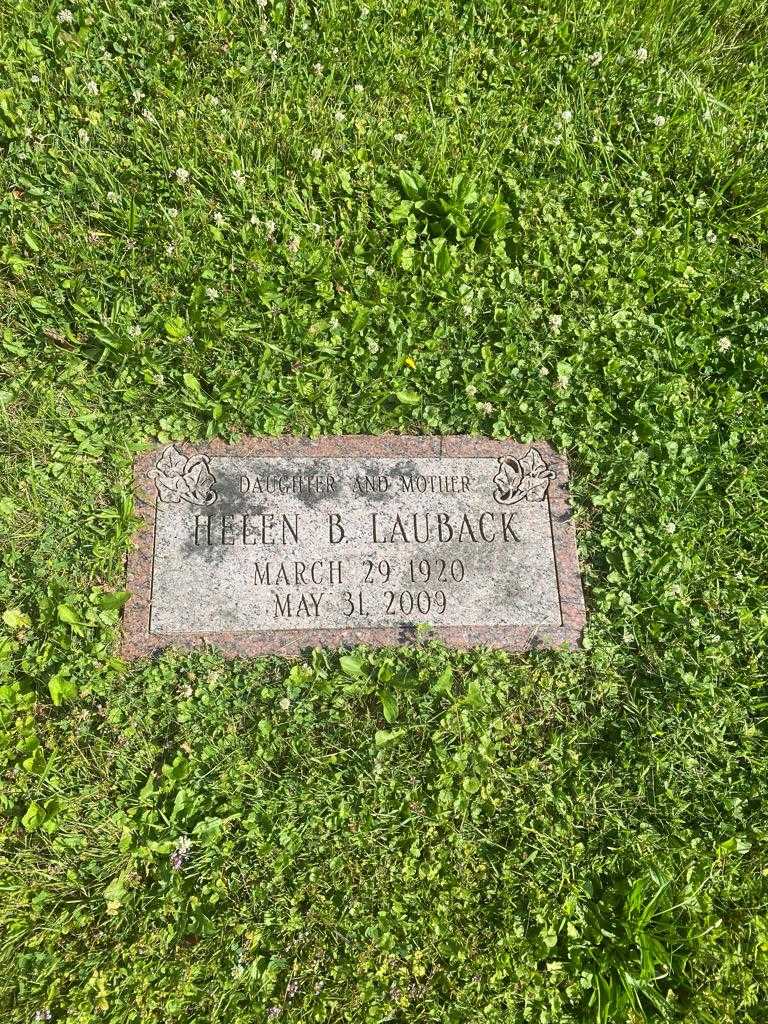 DAUGHTER AND MOTHER
HELEN B. LAUBACK
MARCH 29 1920
MAY 31, 2009